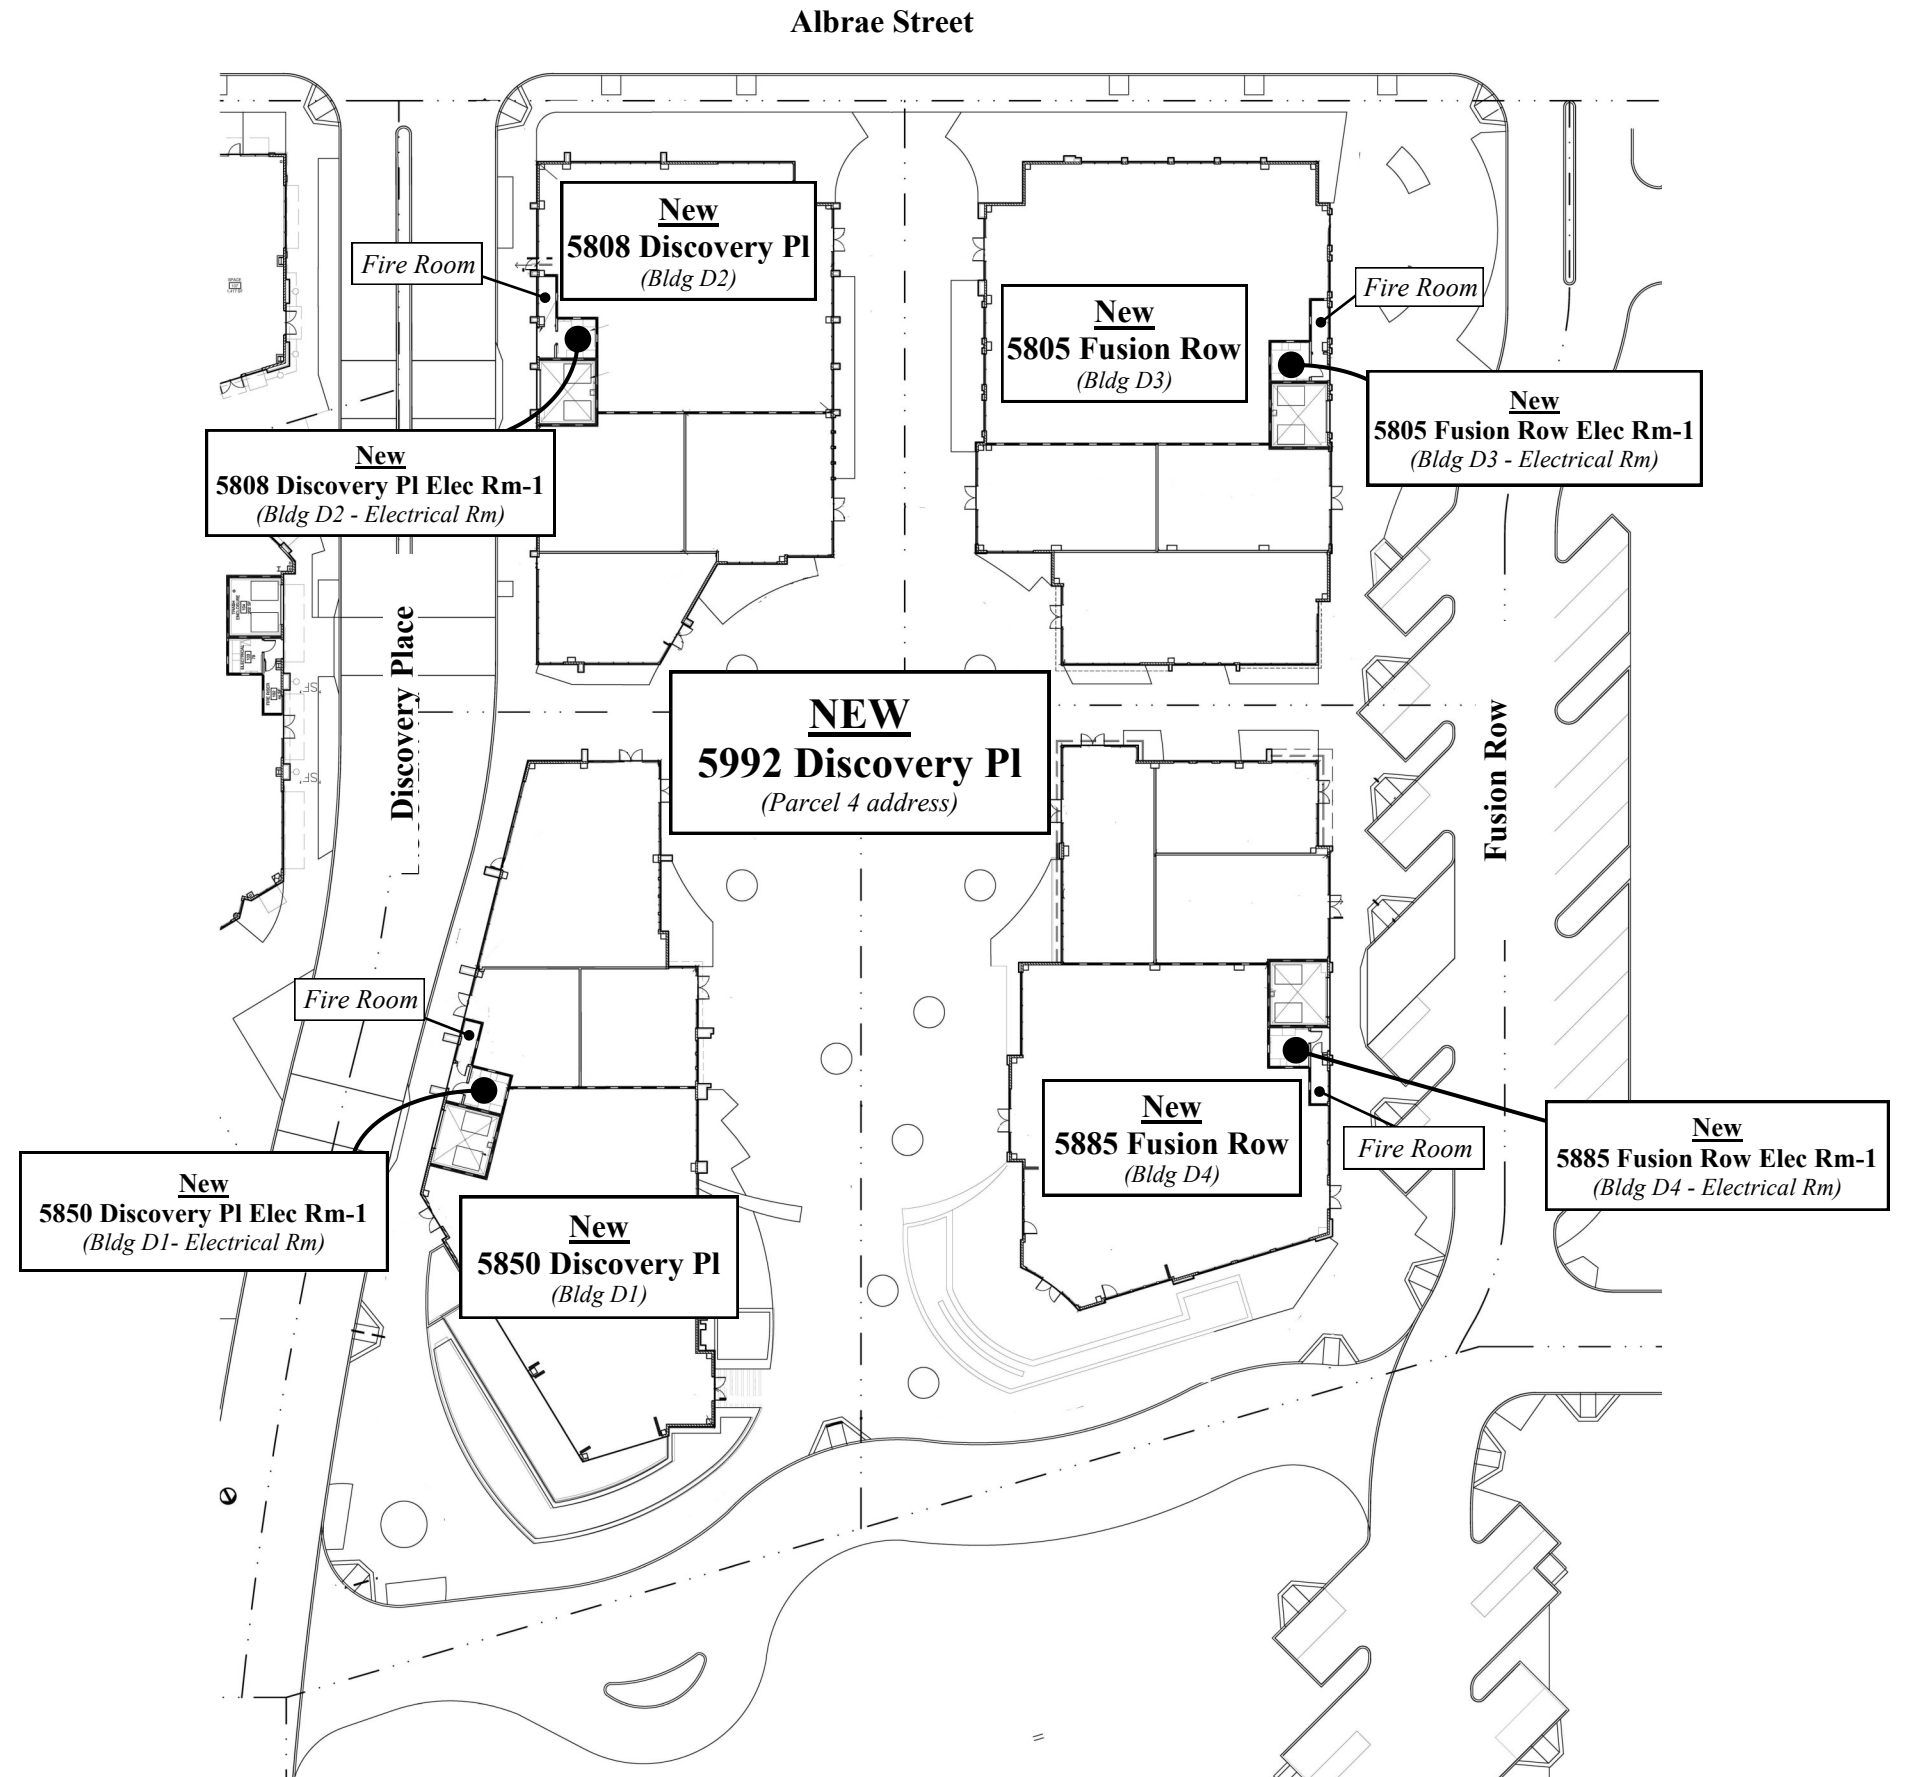 Albrae Street
New
5808 Discovery Pl
(Bldg D2)
Fire Room
New
5805 Fusion Row
(Bldg D3)
Fire Room
New
5808 Discovery Pl Elec Rm-1
(Bldg D2 - Electrical Rm)
New
5805 Fusion Row Elec Rm-1
(Bldg D3 - Electrical Rm)
Discovery Place
NEW
5992 Discovery Pl
(Parcel 4 address)
Fusion Row
Fire Room
New
5850 Discovery Pl Elec Rm-1
(Bldg D1- Electrical Rm)
New
5850 Discovery Pl
(Bldg D1)
New
5885 Fusion Row
(Bldg D4)
Fire Room
New
5885 Fusion Row Elec Rm-1
(Bldg D4 - Electrical Rm)